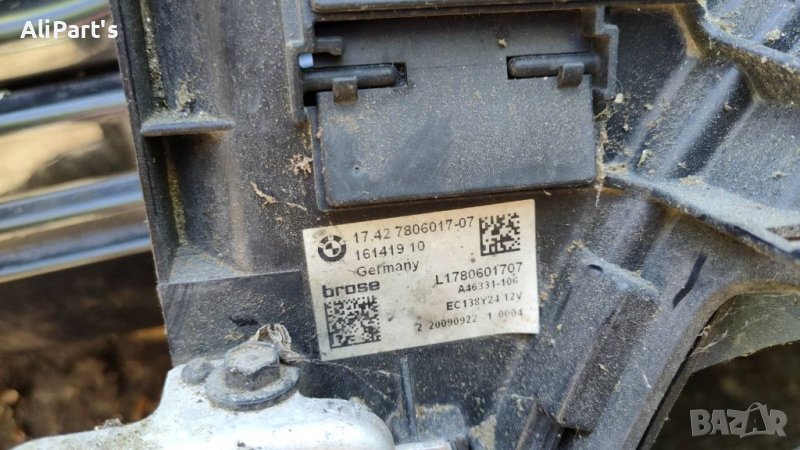 AliPart's
17.42 7806017-07
161419 10
Germany
brose
L1780601707
A46331-106
EC138Y24 12V
2 20090922 1 0004
BAZAR